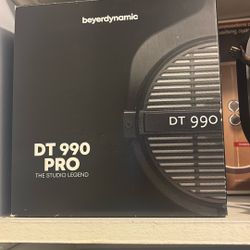 beyerdynamic
DT 990
DT 990
PRO
THE STUDIO LEGEND